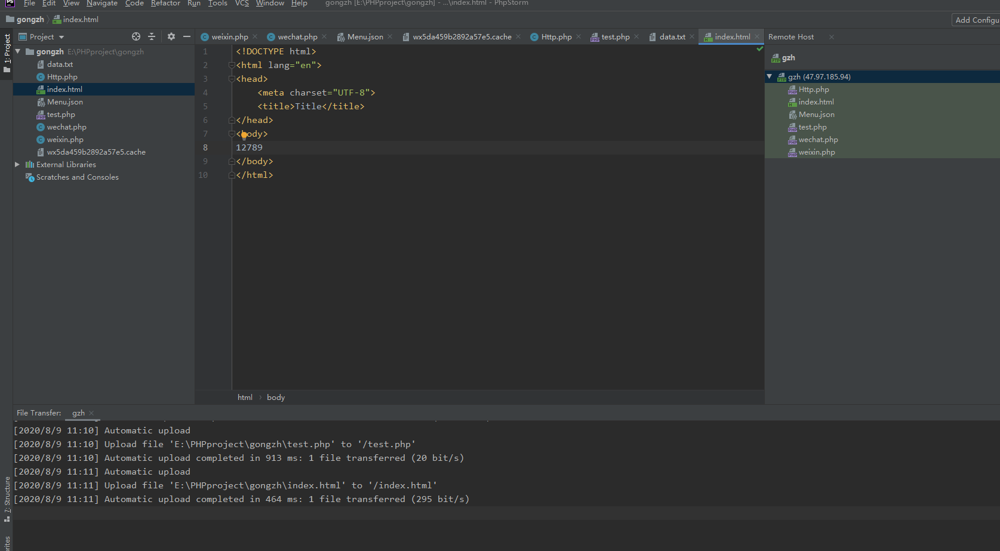 File Edit View Navigate Code Refactor Run Tools VCS Window Help gongzh [E:\PHPproject\gongzh] - ...\index.html - PhpStorm
gongzh index.html Add Configu
1: Project
Project
gongzh E:\PHPproject\gongzh
data.txt
Http.php
index.html
Menu.json
test.php
wechat.php
weixin.php
wx5da459b2892a57e5.cache
External Libraries
Scratches and Consoles
weixin.php wechat.php Menu.json wx5da459b2892a57e5.cache Http.php test.php data.txt index.html
1 <!DOCTYPE html>
2 <html lang="en">
3 <head>
4 <meta charset="UTF-8">
5 <title>Title</title>
6 </head>
7 <body>
8 12789
9 </body>
10 </html>
html › body
Remote Host
gzh
gzh (47.97.185.94)
Http.php
index.html
Menu.json
test.php
wechat.php
weixin.php
File Transfer: gzh
[2020/8/9 11:10] Automatic upload
[2020/8/9 11:10] Upload file 'E:\PHPproject\gongzh\test.php' to '/test.php'
[2020/8/9 11:10] Automatic upload completed in 913 ms: 1 file transferred (20 bit/s)
[2020/8/9 11:11] Automatic upload
[2020/8/9 11:11] Upload file 'E:\PHPproject\gongzh\index.html' to '/index.html'
[2020/8/9 11:11] Automatic upload completed in 464 ms: 1 file transferred (295 bit/s)
7: Structure
orites